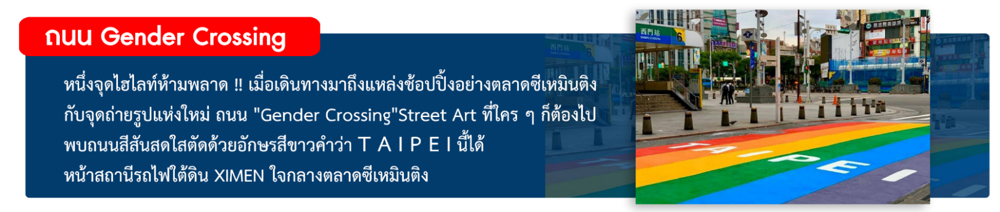 ถนน Gender Crossing
หนึ่งจุดไฮไลท์ห้ามพลาด !! เมื่อเดินทางมาถึงแหล่งช้อปปิ้งอย่างตลาดซีเหมินติง
กับจุดถ่ายรูปแห่งใหม่ ถนน "Gender Crossing"Street Art ที่ใคร ๆ ก็ต้องไป
พบถนนสีสันสดใสตัดด้วยอักษรสีขาวคำว่า T A I P E I นี้ได้
หน้าสถานีรถไฟใต้ดิน XIMEN ใจกลางตลาดซีเหมินติง
西門站
6
TAIPEI